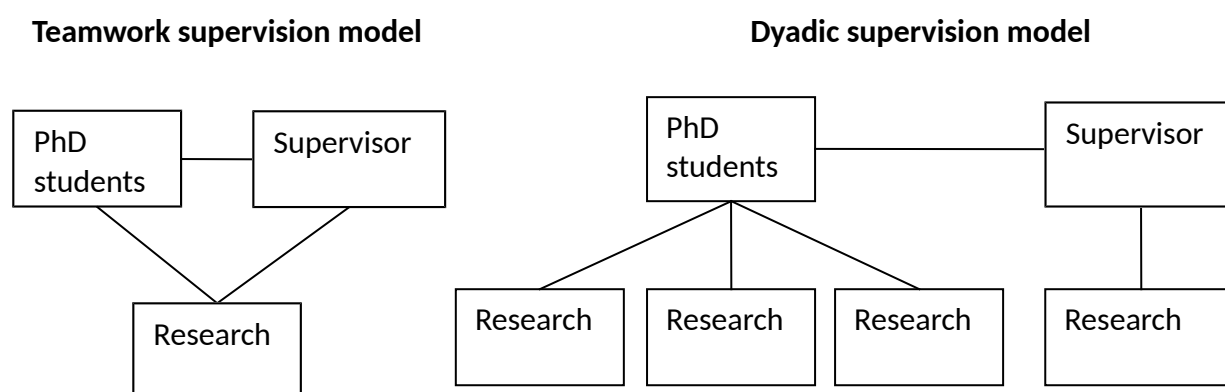 Teamwork supervision model
PhD
students
Supervisor
Research
Dyadic supervision model
PhD
students
Supervisor
Research
Research
Research
Research